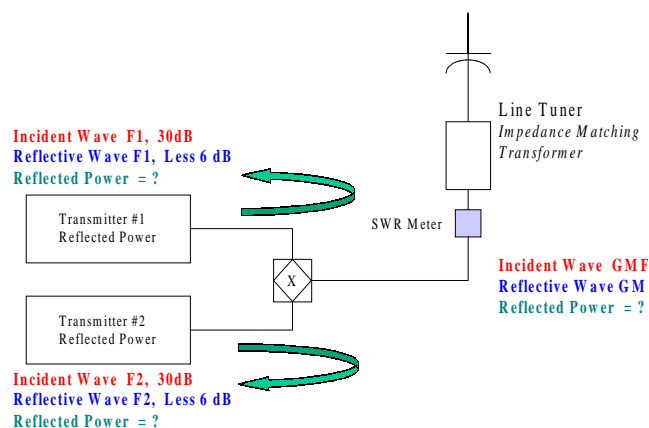 Line Tuner
Impedance Matching
Transformer
Incident Wave F1, 30dB
Reflective Wave F1, Less 6 dB
Reflected Power = ?
Transmitter #1
Reflected Power
SWR Meter
X
Incident Wave GMF
Reflective Wave GM
Reflected Power = ?
Transmitter #2
Reflected Power
Incident Wave F2, 30dB
Reflective Wave F2, Less 6 dB
Reflected Power = ?